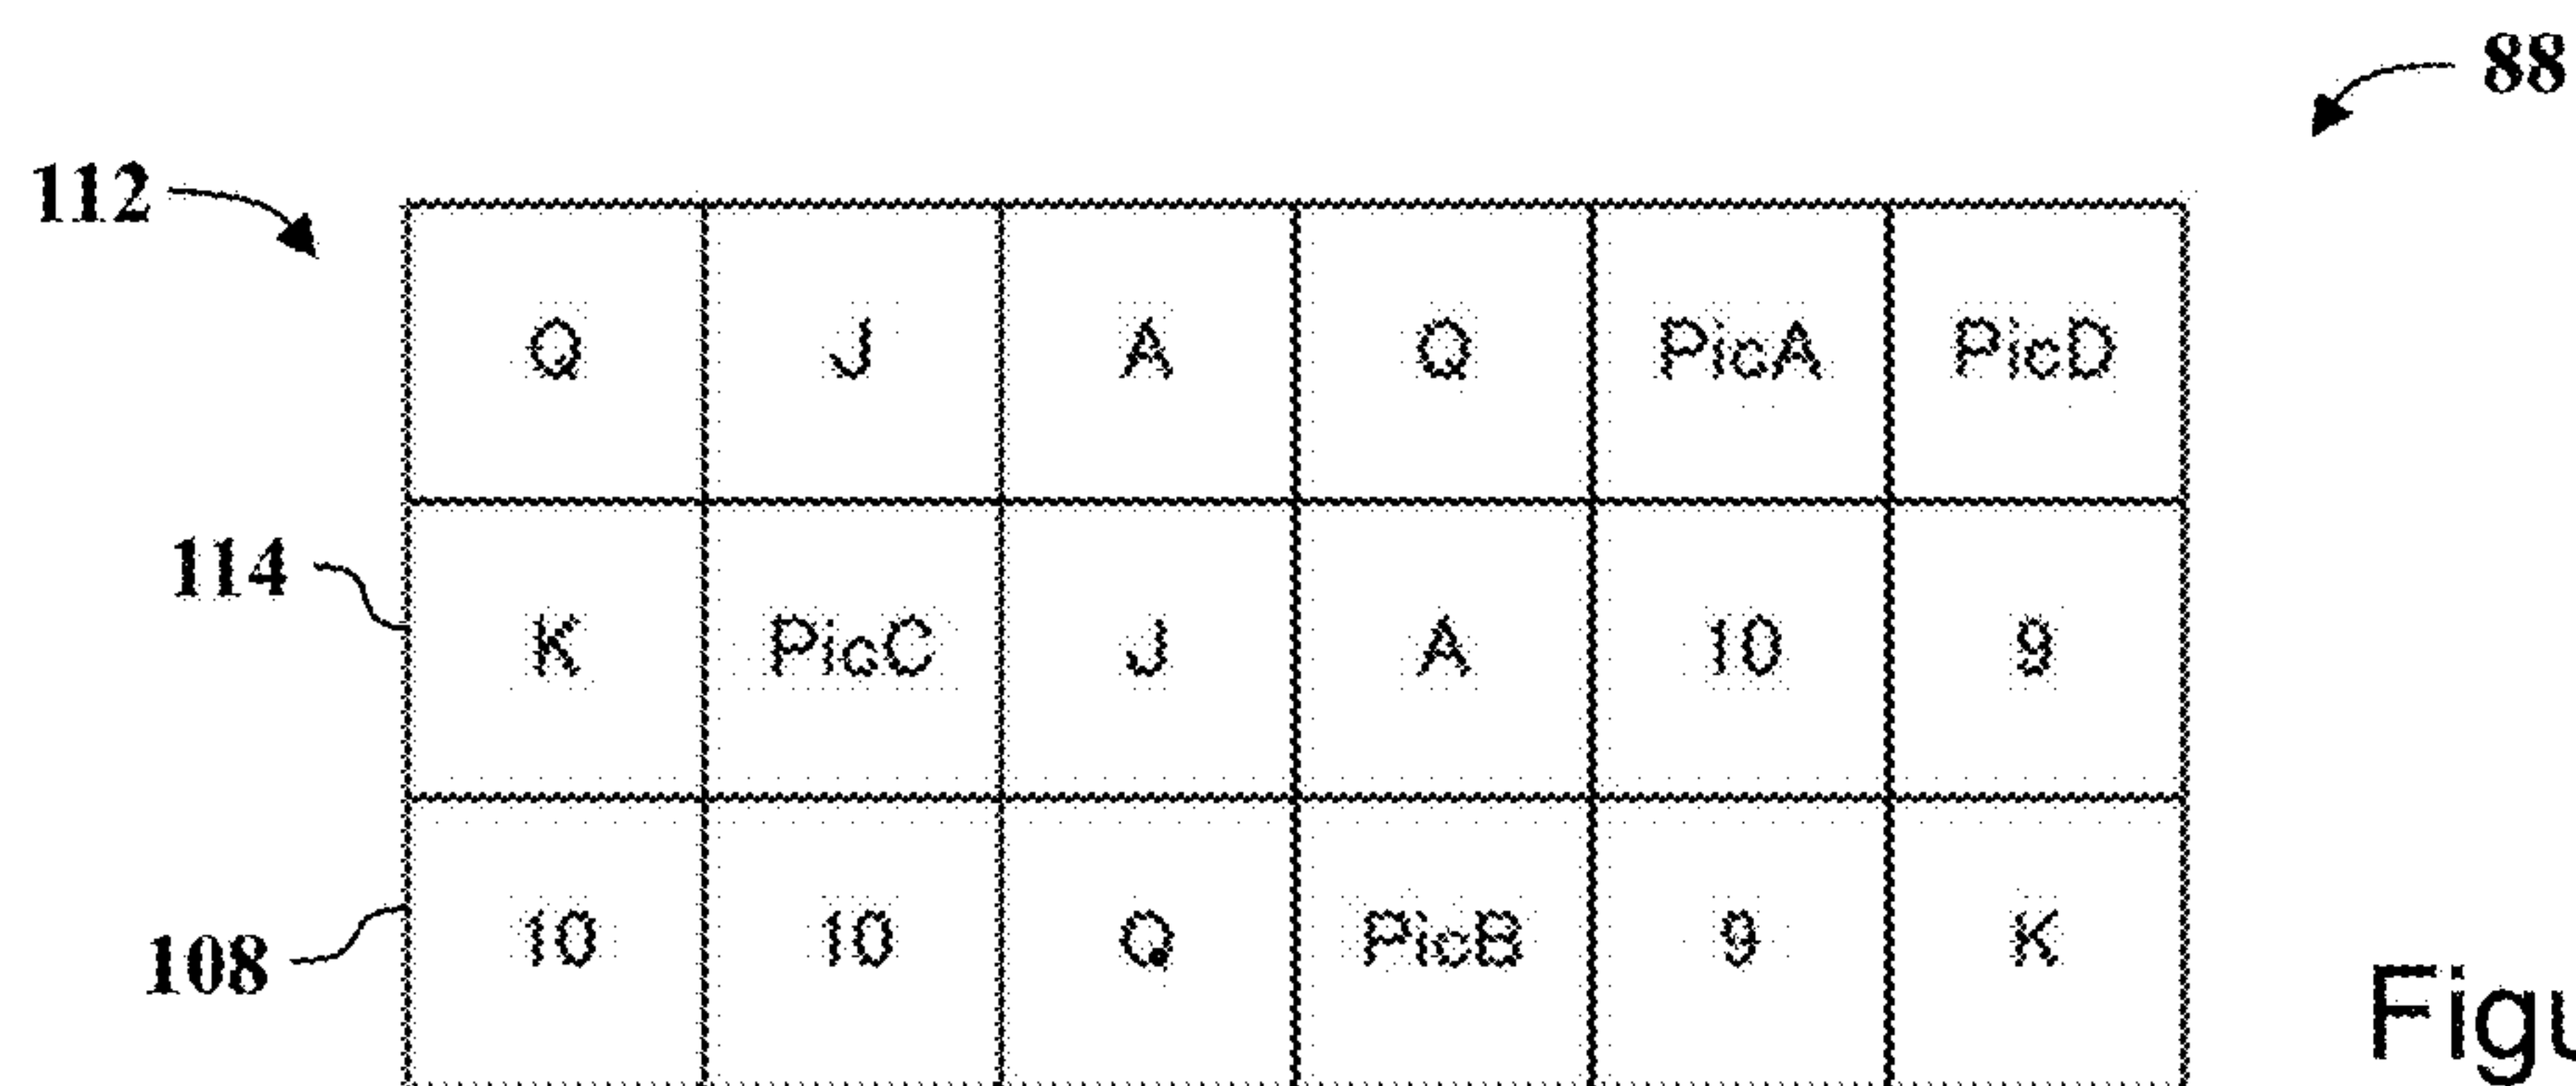 88
112
Q J A Q PicA PicD
114
K PicC J A 10 9
108
10 10 Q PicB 9 K
Figu